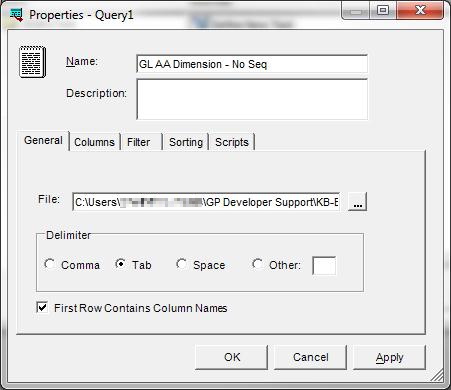 Properties - Query1
Name:
GL AA Dimension - No Seq
Description:
General Columns Filter Sorting Scripts
File:
C:\Users\ \GP Developer Support\KB-E
...
Delimiter
Comma Tab Space Other:
First Row Contains Column Names
OK Cancel Apply